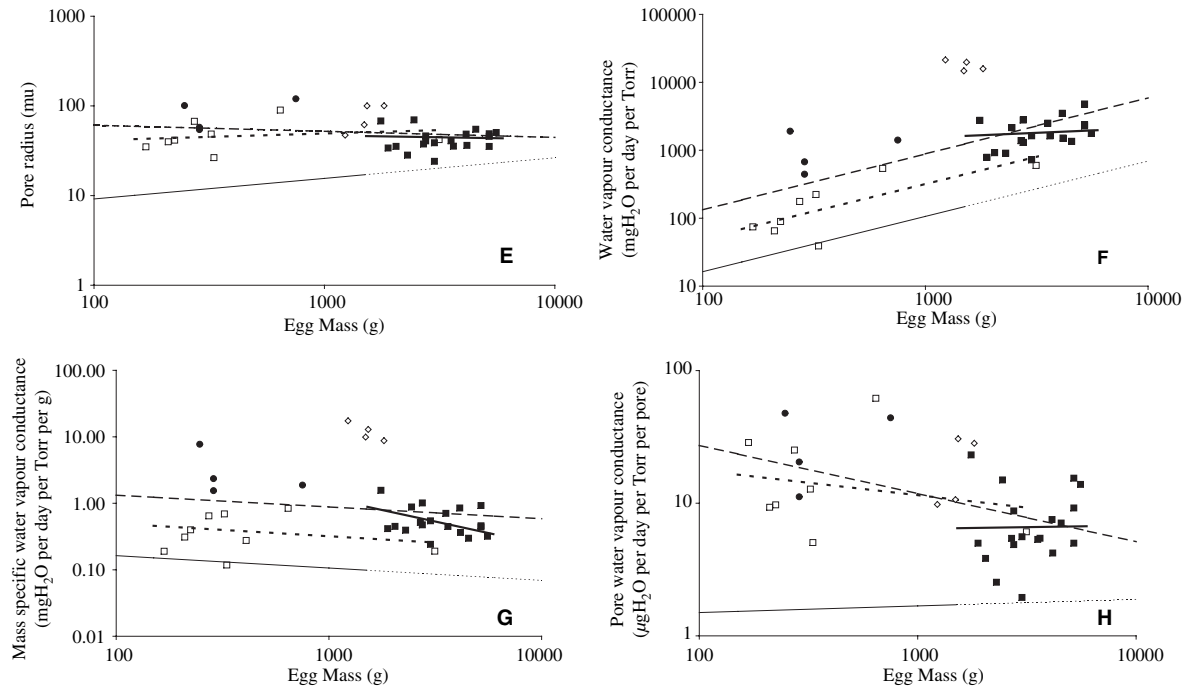 1000
100
10
1
Pore radius (mu)
100
1000
10000
Egg Mass (g)
E
100000
10000
1000
100
10
Water vapour conductance
(mgH2O per day per Torr)
100
1000
10000
Egg Mass (g)
F
100.00
10.00
1.00
0.10
0.01
Mass specific water vapour conductance
(mgH2O per day per Torr per g)
100
1000
10000
Egg Mass (g)
G
100
10
1
Pore water vapour conductance
(µgH2O per day per Torr per pore)
100
1000
10000
Egg Mass (g)
H